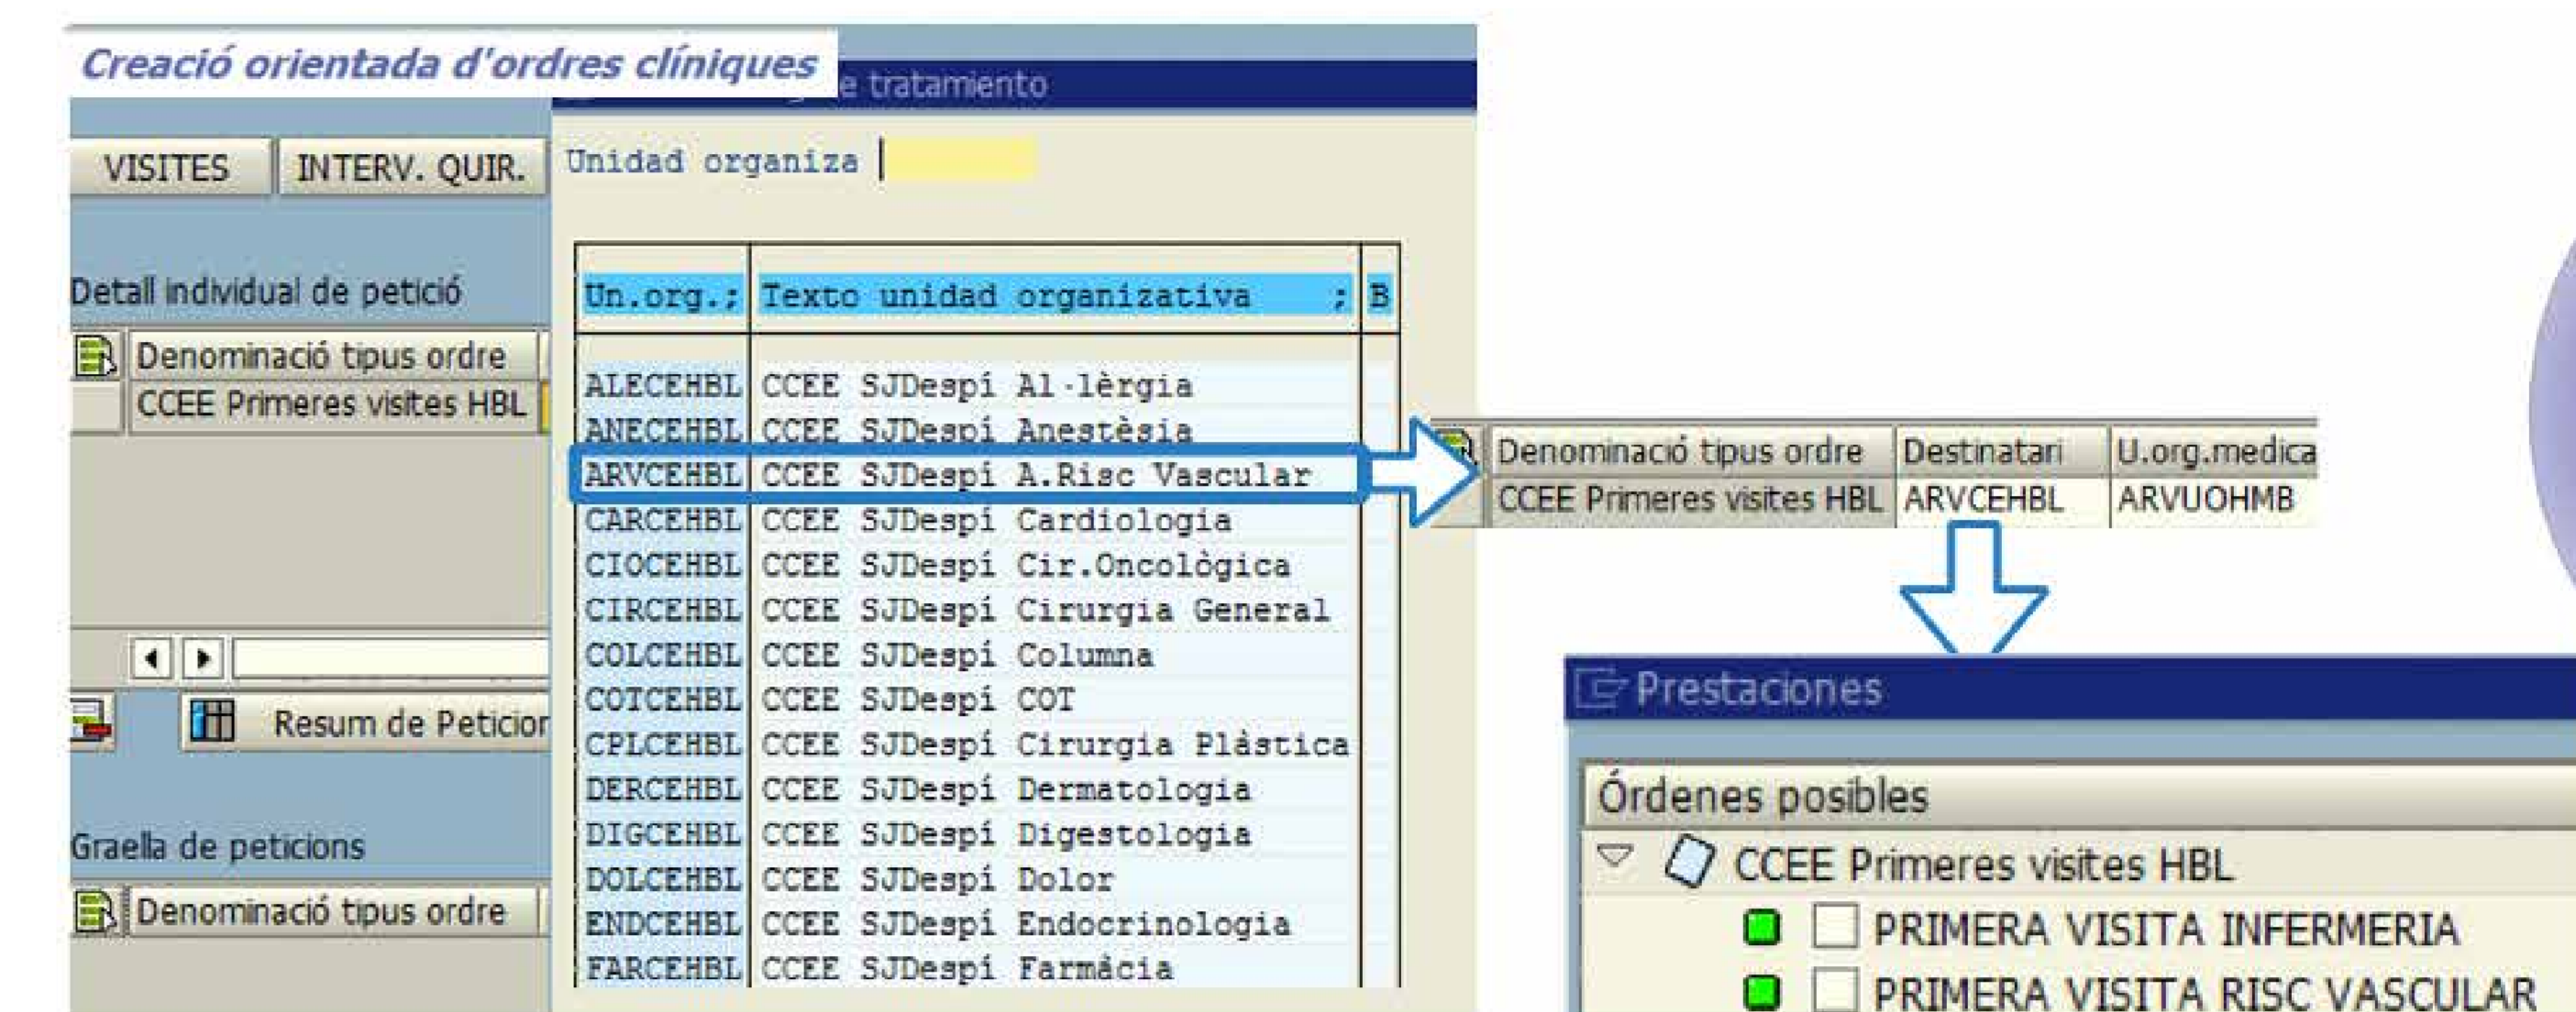 Creació orientada d'ordres clíniques
e tratamiento
VISITES
INTERV. QUIR.
Unidad organiza
Detall individual de petició
Denominació tipus ordre
CCEE Primeres visites HBL
Un.org.; Texto unidad organizativa ; B
ALECEHBL CCEE SJDespí Al·lèrgia
ANECEHBL CCEE SJDespí Anestèsia
ARVCEHBL CCEE SJDespí A.Risc Vascular
CARCEHBL CCEE SJDespí Cardiologia
CIOCEHBL CCEE SJDespí Cir.Oncològica
CIRCEHBL CCEE SJDespí Cirurgia General
COLCEHBL CCEE SJDespí Columna
COTCEHBL CCEE SJDespí COT
CPLCEHBL CCEE SJDespí Cirurgia Plàstica
DERCEHBL CCEE SJDespí Dermatologia
DIGCEHBL CCEE SJDespí Digestologia
DOLCEHBL CCEE SJDespí Dolor
ENDCEHBL CCEE SJDespí Endocrinologia
FARCEHBL CCEE SJDespí Farmàcia
Resum de Peticion
Graella de peticions
Denominació tipus ordre
Denominació tipus ordre Destinatari U.org.medica
CCEE Primeres visites HBL ARVCEHBL ARVUOHMB
Prestaciones
Órdenes posibles
CCEE Primeres visites HBL
PRIMERA VISITA INFERMERIA
PRIMERA VISITA RISC VASCULAR